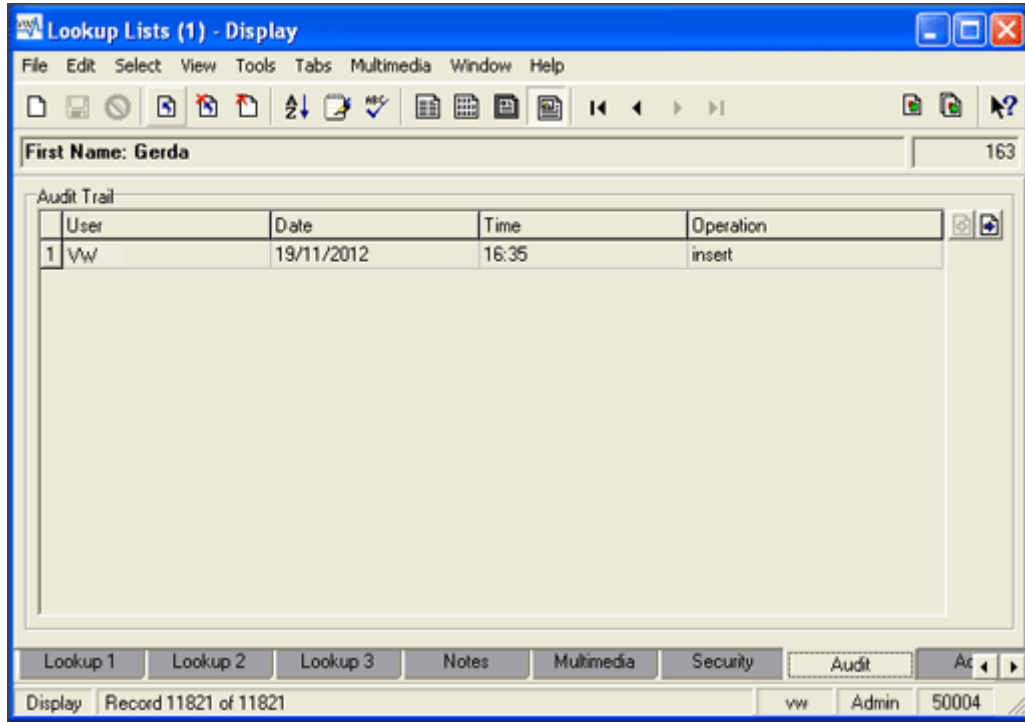 Lookup Lists (1) - Display
File Edit Select View Tools Tabs Multimedia Window Help
First Name: Gerda 163
Audit Trail
User Date Time Operation
1 VW 19/11/2012 16:35 insert
Lookup 1 Lookup 2 Lookup 3 Notes Multimedia Security Audit
Display Record 11821 of 11821 vw Admin 50004